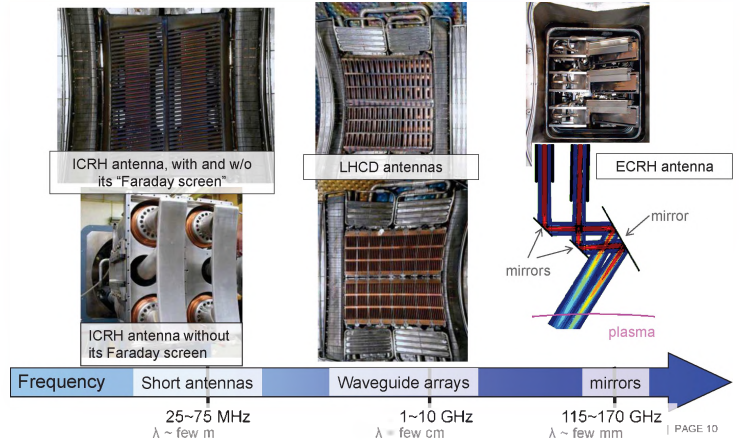 ICRH antenna, with and w/o
its “Faraday screen”
LHCD antennas
ECRH antenna
mirror
mirrors
plasma
ICRH antenna without
its Faraday screen
Frequency
Short antennas
Waveguide arrays
mirrors
25~75 MHz
1~10 GHz
115~170 GHz
λ ~ few m
λ ~ few cm
λ ~ few mm
| PAGE 10